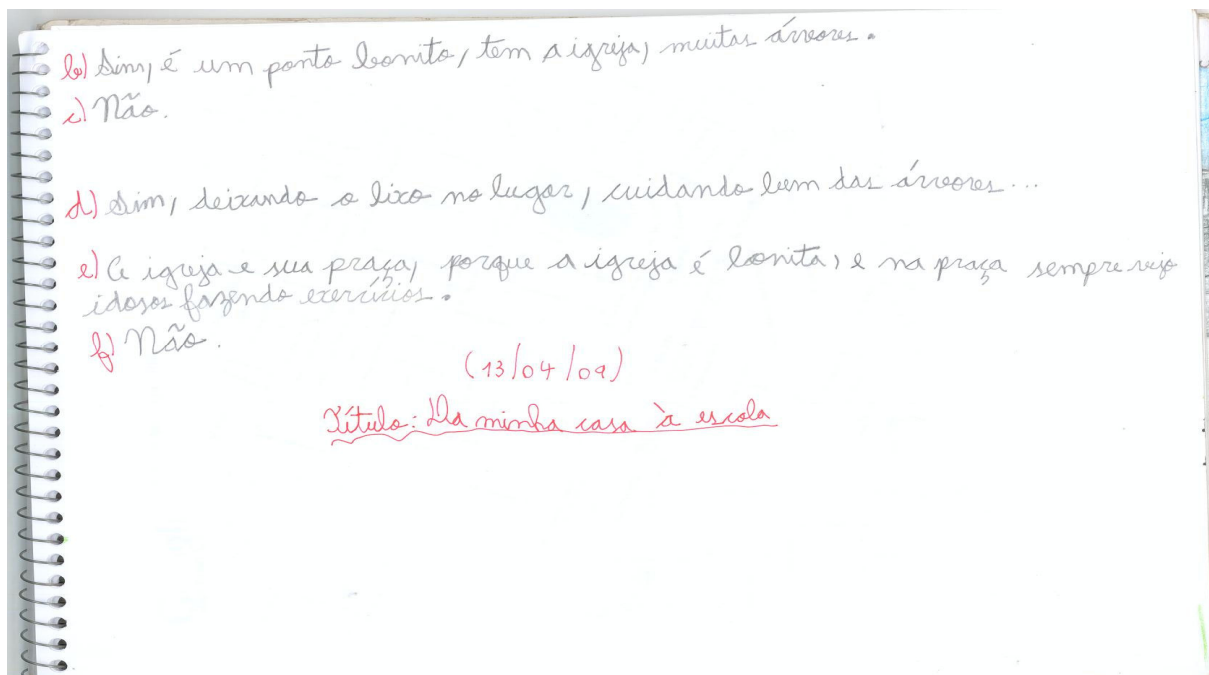 b) Sim, é um ponto bonito, tem a igreja, muitas árvores.
c) Não.
d) Sim, deixando o lixo no lugar, cuidando bem das árvores...
e) A igreja e sua praça, porque a igreja é bonita, e na praça sempre vejo
idosos fazendo exercícios.
f) Não.
(13/04/09)
Título: Da minha casa à escola